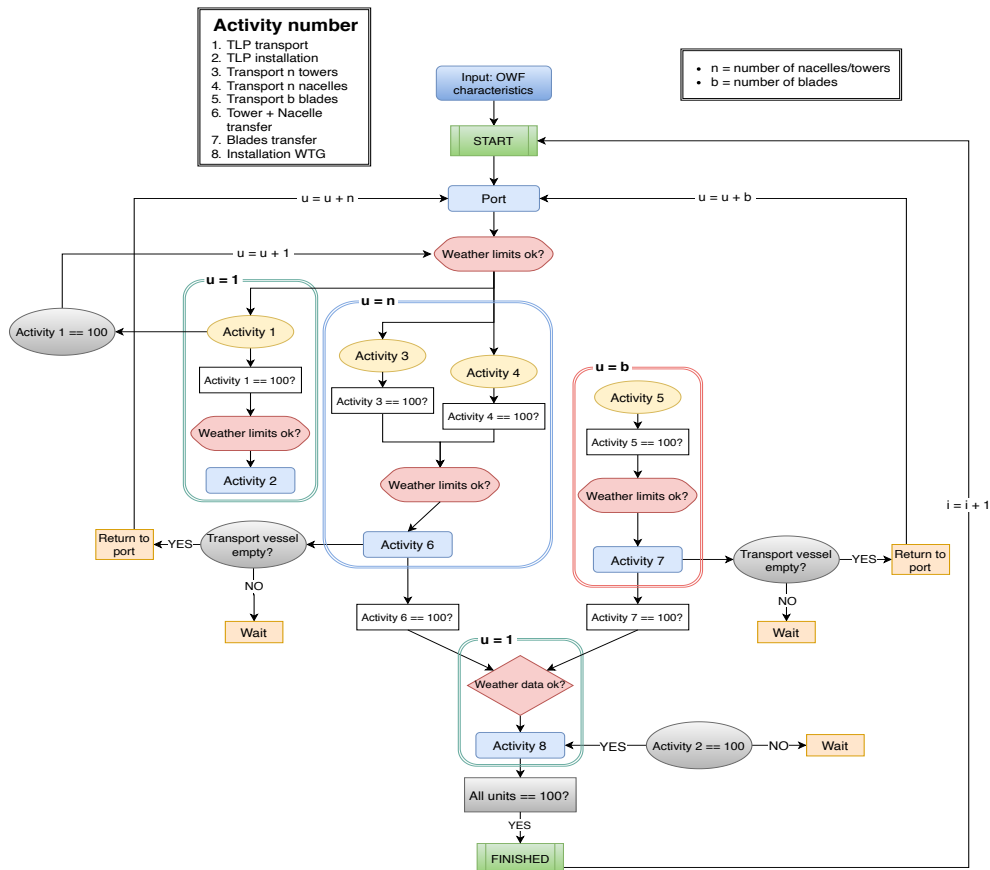 Activity number
1. TLP transport
2. TLP installation
3. Transport n towers
4. Transport n nacelles
5. Transport b blades
6. Tower + Nacelle
transfer
7. Blades transfer
8. Installation WTG
• n = number of nacelles/towers
• b = number of blades
Input: OWF
characteristics
START
Port
u = u + n
u = u + b
Weather limits ok?
u = u + 1
u = 1
u = n
Activity 1 == 100
Activity 1
Activity 3
Activity 4
u = b
Activity 1 == 100?
Activity 3 == 100?
Activity 4 == 100?
Activity 5
Activity 5 == 100?
Weather limits ok?
Activity 2
Weather limits ok?
Weather limits ok?
i = i + 1
Activity 6
Activity 7
Return to
port
YES
Transport vessel
empty?
Transport vessel
empty?
YES
Return to
port
NO
Wait
NO
Wait
Activity 6 == 100?
Activity 7 == 100?
u = 1
Weather data ok?
Activity 8
YES
Activity 2 == 100
NO
Wait
All units == 100?
YES
FINISHED